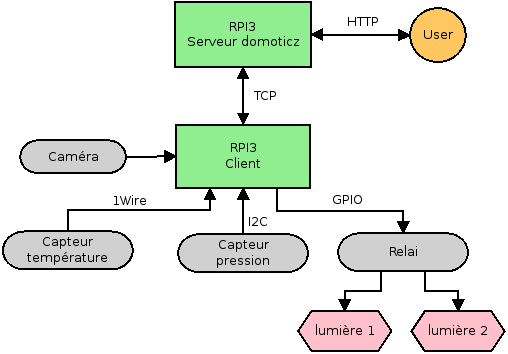 RPI3
Serveur domoticz
HTTP
User
TCP
RPI3
Client
Caméra
1Wire
I2C
GPIO
Capteur
température
Capteur
pression
Relai
lumière 1
lumière 2